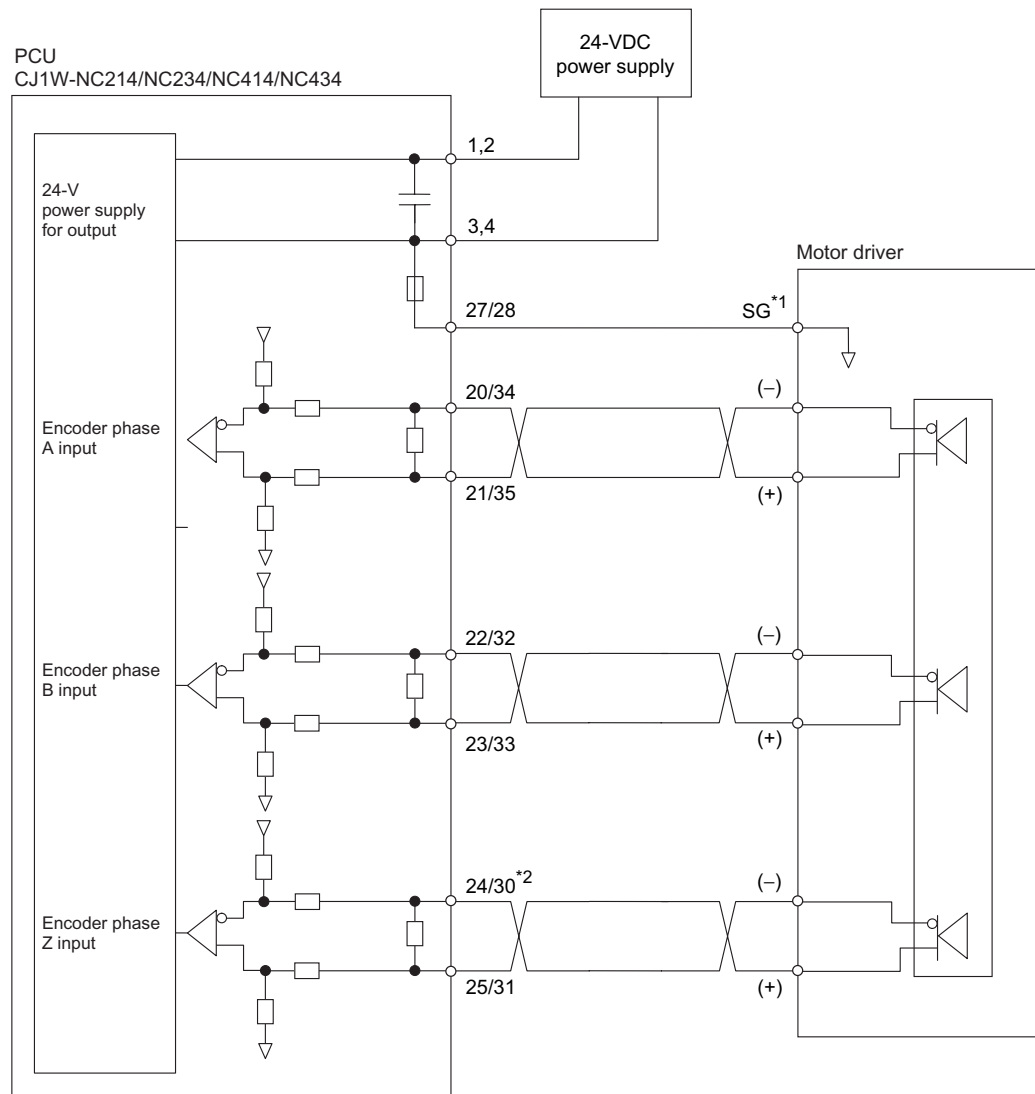 24-VDC
power supply
PCU
CJ1W-NC214/NC234/NC414/NC434
1,2
24-V
power supply
for output
3,4
Motor driver
27/28
SG*1
20/34
(−)
Encoder phase
A input
21/35
(+)
22/32
(−)
Encoder phase
B input
23/33
(+)
24/30*2
(−)
Encoder phase
Z input
25/31
(+)